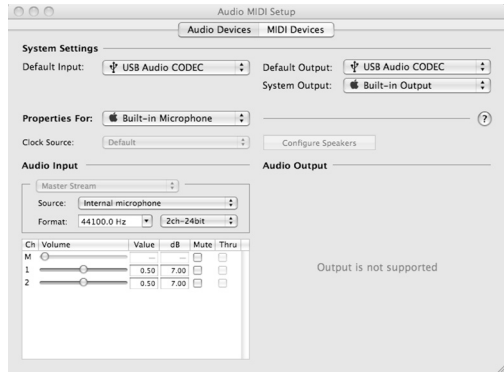 Audio MIDI Setup
Audio Devices MIDI Devices
System Settings
Default Input: USB Audio CODEC
Default Output: USB Audio CODEC
System Output: Built-in Output
Properties For: Built-in Microphone
?
Clock Source: Default
Configure Speakers
Audio Input
Audio Output
Master Stream
Source: Internal microphone
Format: 44100.0 Hz 2ch-24bit
Ch Volume Value dB Mute Thru
M -- --
1 0.50 7.00
2 0.50 7.00
Output is not supported